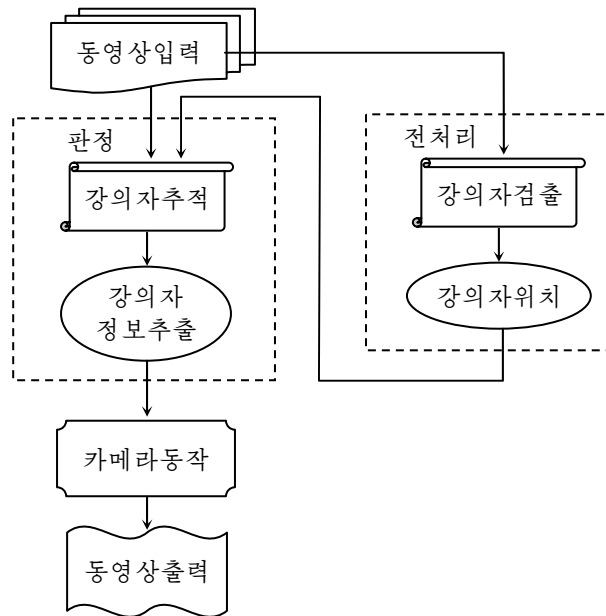 동영상입력
판정
강의자추적
강의자
정보추출
카메라동작
동영상출력
전처리
강의자검출
강의자위치